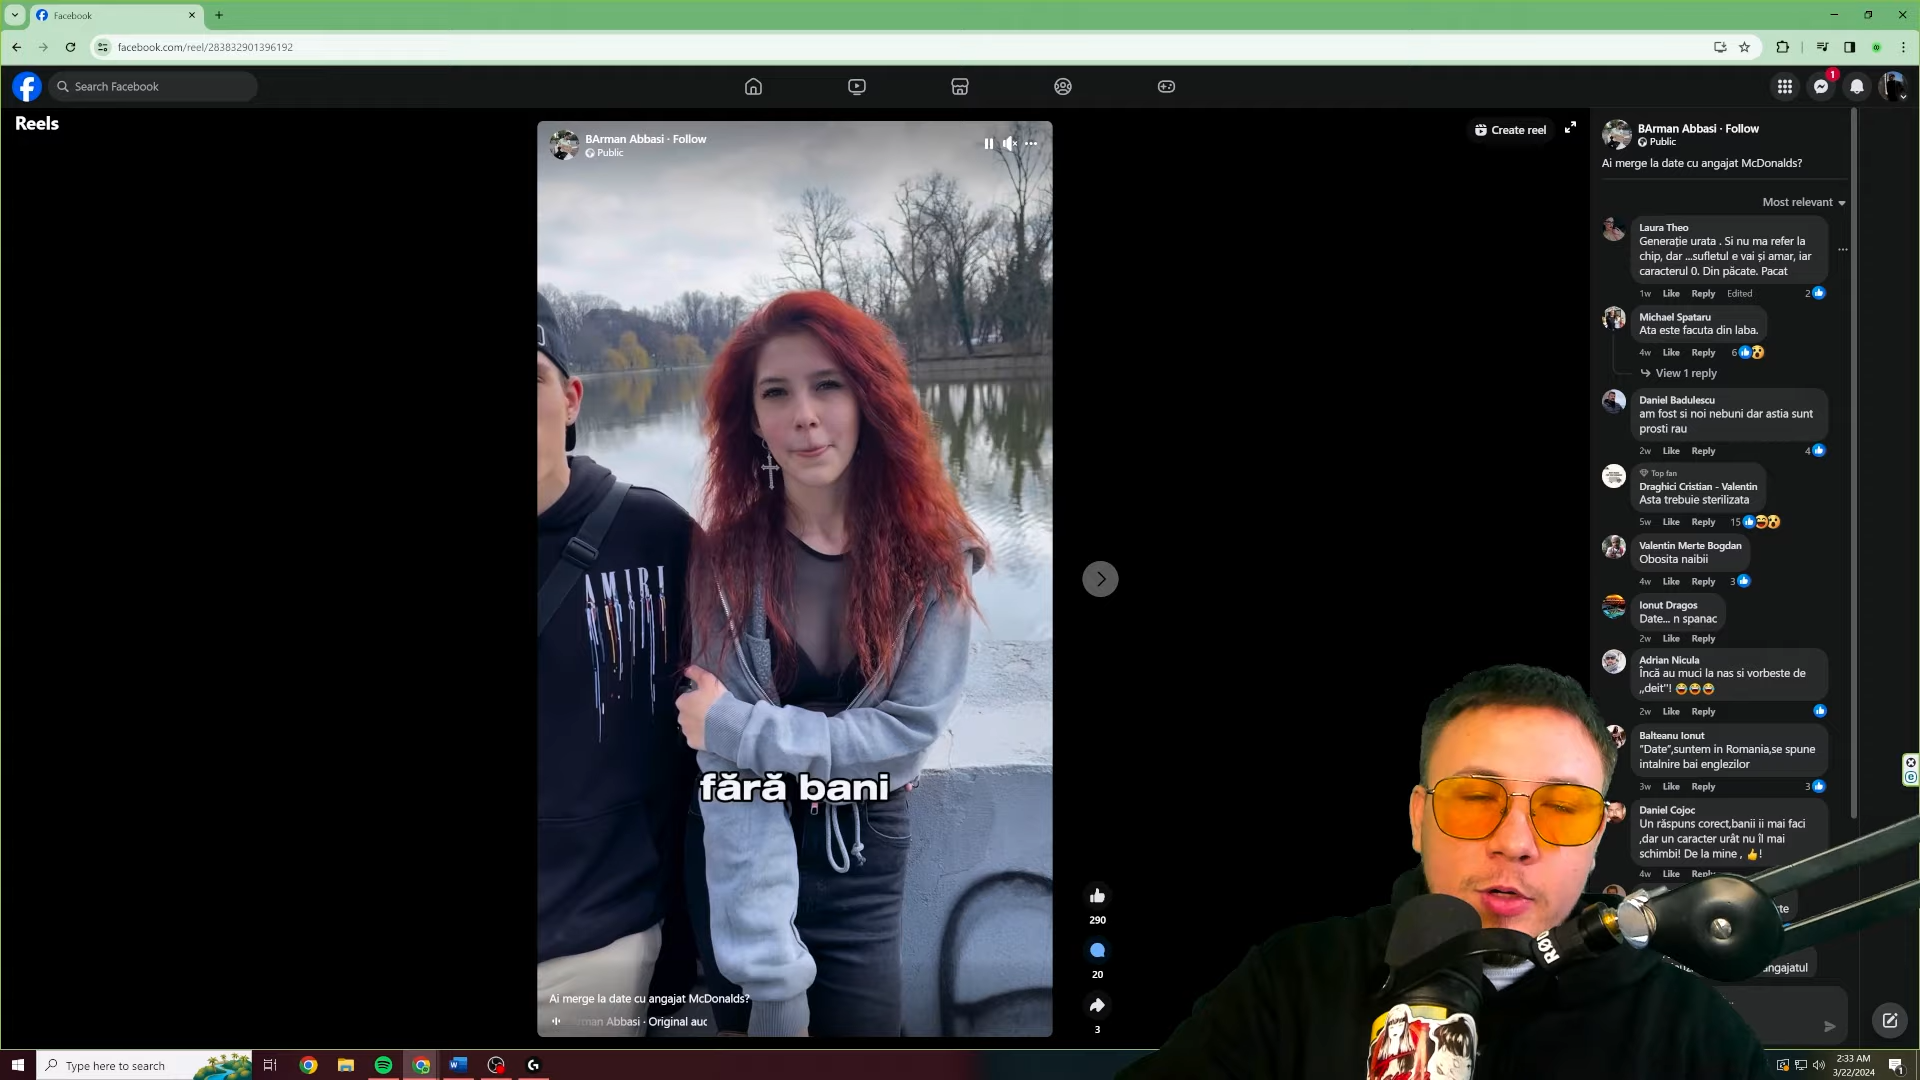 Facebook
facebook.com/reel/283832901396192
Search Facebook
1
Reels
BArman Abbasi · Follow
Public
AMIRI
fără bani
Ai merge la date cu angajat McDonalds?
Abbasi · Original auc
290
20
3
Create reel
BArman Abbasi · Follow
Public
Ai merge la date cu angajat McDonalds?
Most relevant
Laura Theo
Generație urata . Si nu ma refer la
chip, dar ...sufletul e vai și amar, iar
caracterul 0. Din păcate. Pacat
1w Like Reply Edited 2
Michael Spataru
Ata este facuta din laba.
4w Like Reply 6
View 1 reply
Daniel Badulescu
am fost si noi nebuni dar astia sunt
prosti rau
2w Like Reply 4
Top fan
Draghici Cristian - Valentin
Asta trebuie sterilizata
5w Like Reply 15
Valentin Merte Bogdan
Obosita naibii
4w Like Reply 3
Ionut Dragos
Date... n spanac
2w Like Reply
Adrian Nicula
Încă au muci la nas si vorbeste de
„deit"! 😂😂😂
2w Like Reply
Balteanu Ionut
"Date",suntem in Romania,se spune
intalnire bai englezilor
3w Like Reply 3
Daniel Cojoc
Un răspuns corect,banii ii mai faci
,dar un caracter urât nu îl mai
schimbi! De la mine , 👍!
4w Like Reply
angajatul
RØD
Type here to search
2:33 AM
3/22/2024
1